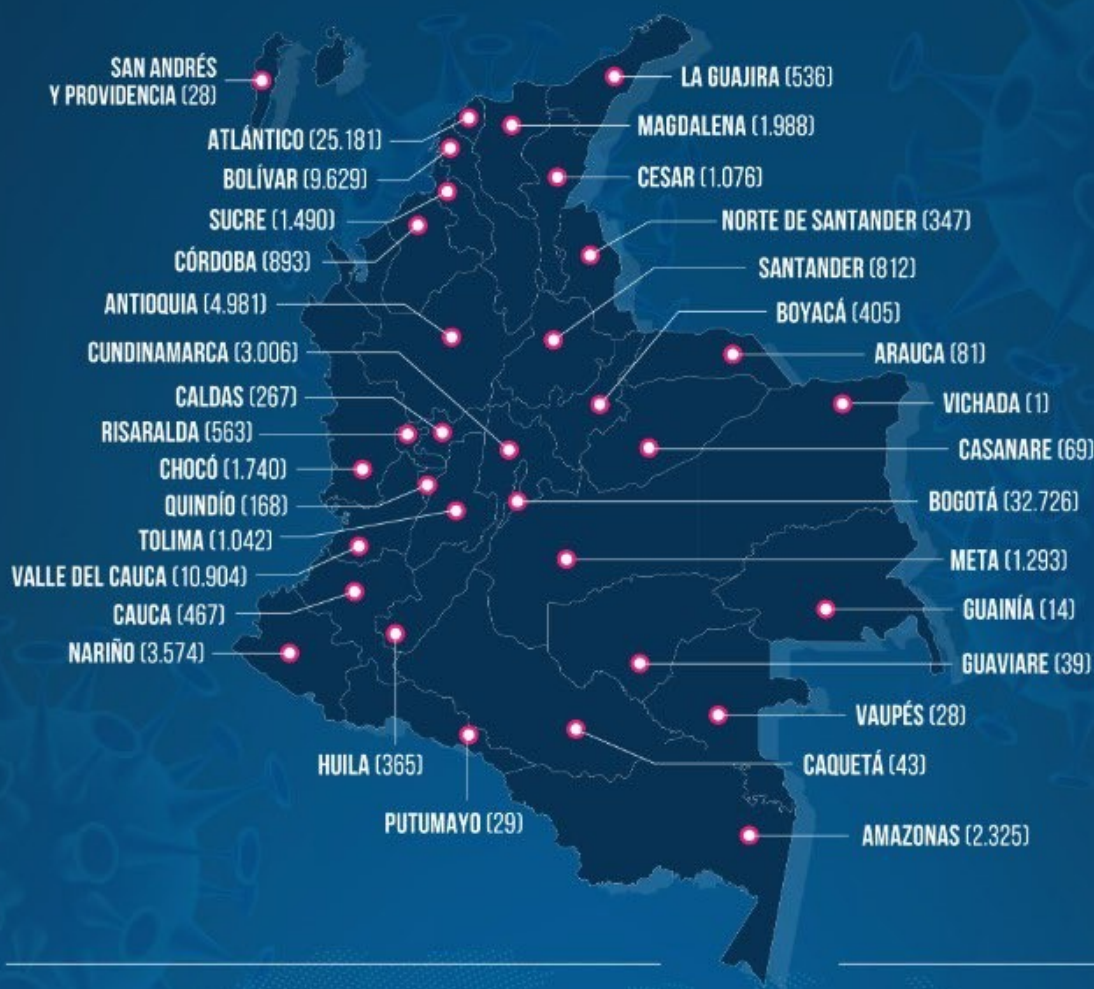 SAN ANDRÉS
Y PROVIDENCIA (28)
ATLÁNTICO (25.181)
BOLÍVAR (9.629)
SUCRE (1.490)
CÓRDOBA (893)
ANTIOQUIA (4.981)
CUNDINAMARCA (3.006)
CALDAS (267)
RISARALDA (563)
CHOCÓ (1.740)
QUINDÍO (168)
TOLIMA (1.042)
VALLE DEL CAUCA (10.904)
CAUCA (467)
NARIÑO (3.574)
HUILA (365)
PUTUMAYO (29)
LA GUAJIRA (536)
MAGDALENA (1.988)
CESAR (1.076)
NORTE DE SANTANDER (347)
SANTANDER (812)
BOYACÁ (405)
ARAUCA (81)
VICHADA (1)
CASANARE (69)
BOGOTÁ (32.726)
META (1.293)
GUAINÍA (14)
GUAVIARE (39)
VAUPÉS (28)
CAQUETÁ (43)
AMAZONAS (2.325)